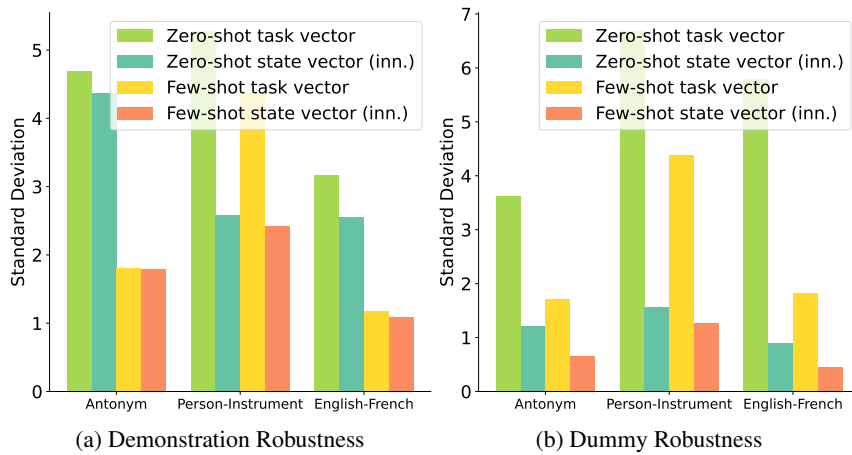 Standard Deviation
5
4
3
2
1
0
Zero-shot task vector
Zero-shot state vector (inn.)
Few-shot task vector
Few-shot state vector (inn.)
Antonym Person-Instrument English-French
(a) Demonstration Robustness
Standard Deviation
7
6
5
4
3
2
1
0
Zero-shot task vector
Zero-shot state vector (inn.)
Few-shot task vector
Few-shot state vector (inn.)
Antonym Person-Instrument English-French
(b) Dummy Robustness